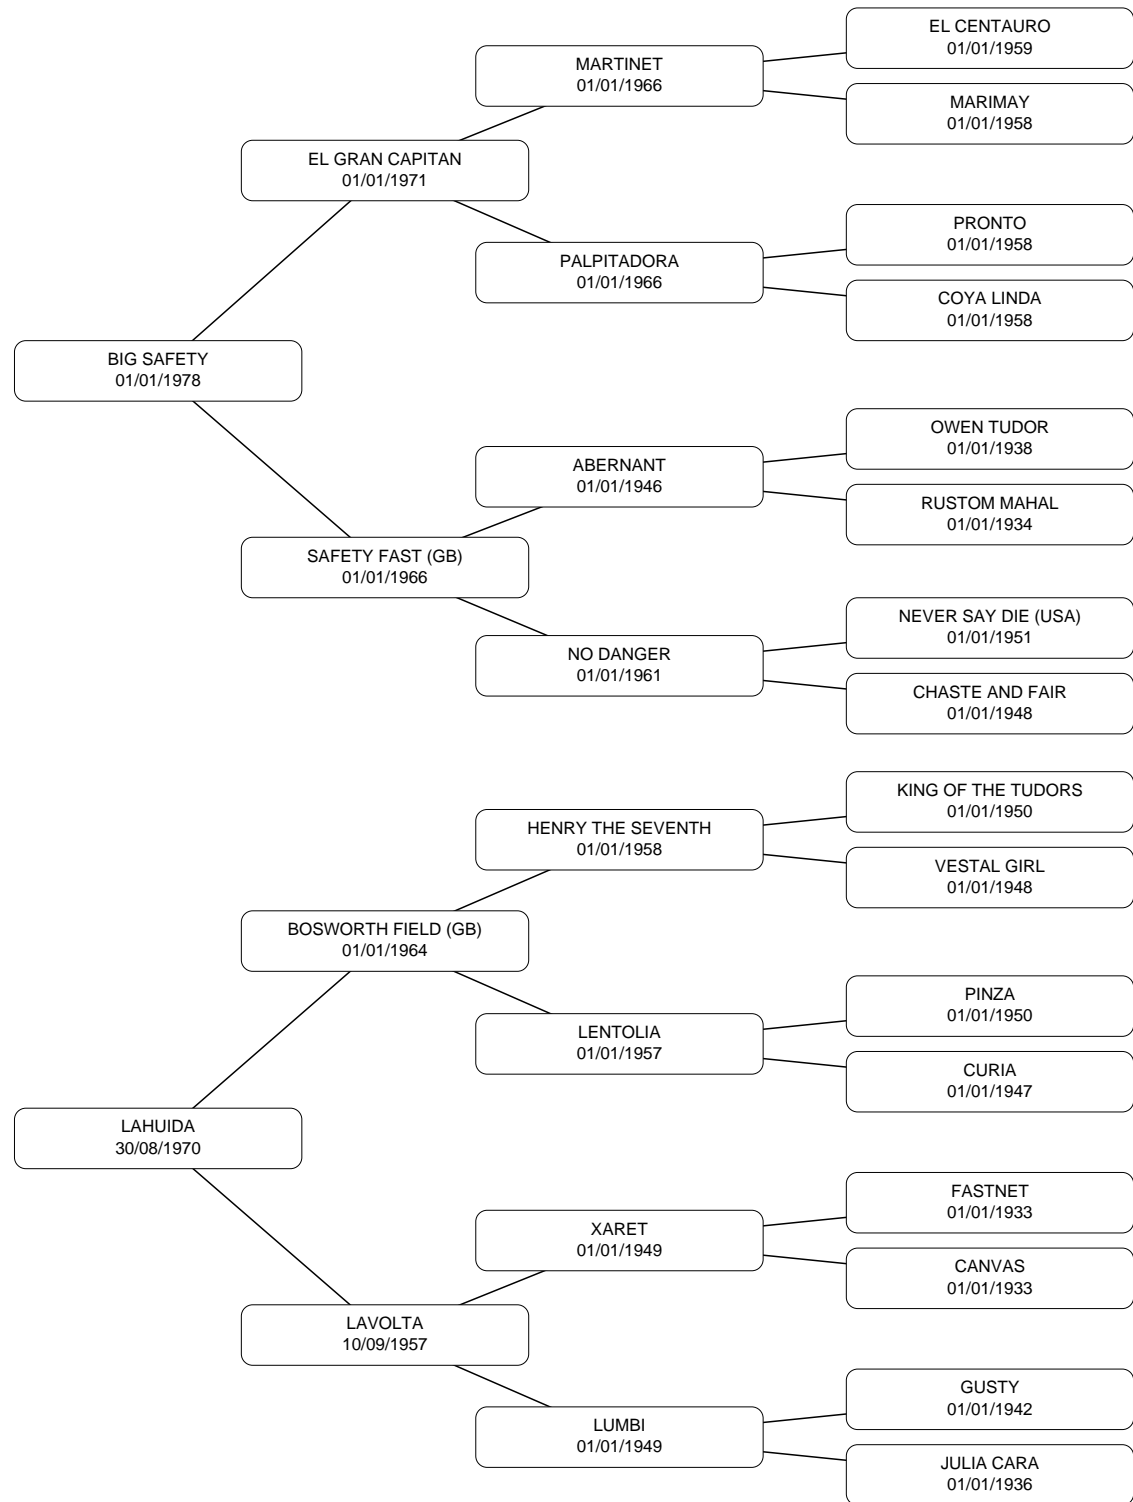 EL CENTAURO
01/01/1959
MARTINET
01/01/1966
MARIMAY
01/01/1958
EL GRAN CAPITAN
01/01/1971
PRONTO
01/01/1958
PALPITADORA
01/01/1966
COYA LINDA
01/01/1958
BIG SAFETY
01/01/1978
OWEN TUDOR
01/01/1938
ABERNANT
01/01/1946
RUSTOM MAHAL
01/01/1934
SAFETY FAST (GB)
01/01/1966
NEVER SAY DIE (USA)
01/01/1951
NO DANGER
01/01/1961
CHASTE AND FAIR
01/01/1948
KING OF THE TUDORS
01/01/1950
HENRY THE SEVENTH
01/01/1958
VESTAL GIRL
01/01/1948
BOSWORTH FIELD (GB)
01/01/1964
PINZA
01/01/1950
LENTOLIA
01/01/1957
CURIA
01/01/1947
LAHUIDA
30/08/1970
FASTNET
01/01/1933
XARET
01/01/1949
CANVAS
01/01/1933
LAVOLTA
10/09/1957
GUSTY
01/01/1942
LUMBI
01/01/1949
JULIA CARA
01/01/1936